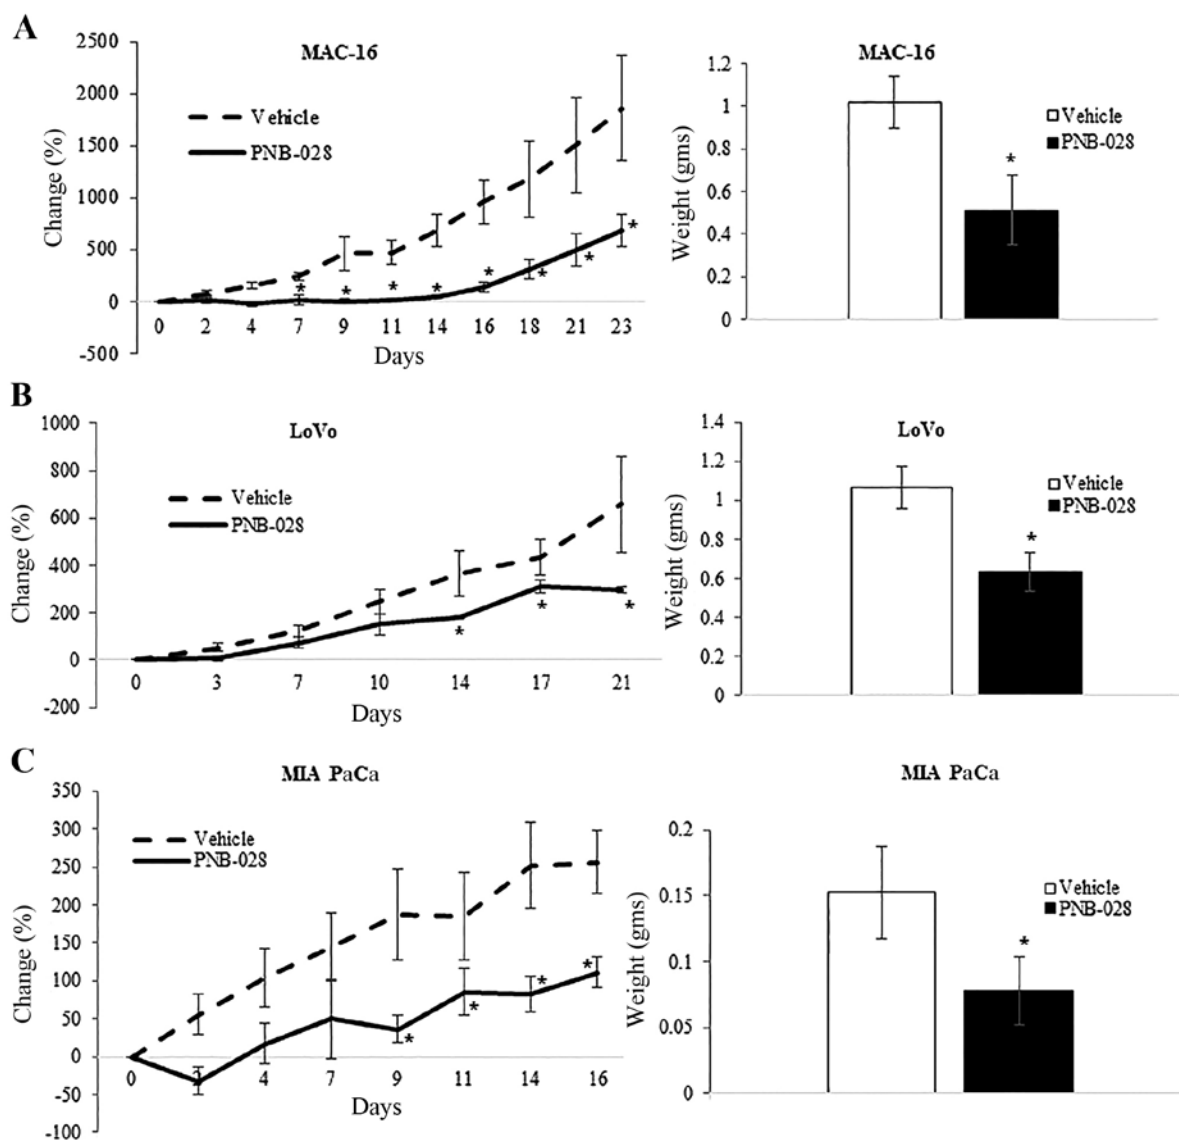 A
MAC-16
2500
2000
1500
1000
500
0
-500
Change (%)
Vehicle
PNB-028
* * * * * * * *
0 2 4 7 9 11 14 16 18 21 23
Days
MAC-16
1.2
1
0.8
0.6
0.4
0.2
0
Weight (gms)
Vehicle
PNB-028
*
B
LoVo
1000
800
600
400
200
0
-200
Change (%)
Vehicle
PNB-028
* * *
0 3 7 10 14 17 21
Days
LoVo
1.4
1.2
1
0.8
0.6
0.4
0.2
0
Weight (gms)
Vehicle
PNB-028
*
C
MIA PaCa
350
300
250
200
150
100
50
0
-50
-100
Change (%)
Vehicle
PNB-028
* * * *
0 2 4 7 9 11 14 16
Days
MIA PaCa
0.2
0.15
0.1
0.05
0
Weight (gms)
Vehicle
PNB-028
*